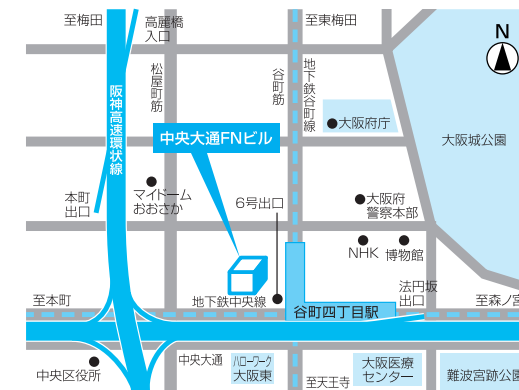 至梅田
高麗橋
入口
至東梅田
N
松屋町筋
谷町筋
地下鉄谷町線
阪神高速環状線
大阪府庁
中央大通FNビル
大阪城公園
本町
出口
マイドーム
おおさか
6号出口
大阪府
警察本部
NHK
博物館
法円坂
出口
至本町
地下鉄中央線
谷町四丁目駅
至森ノ宮
中央区役所
中央大通
ハローワーク
大阪東
至天王寺
大阪医療
センター
難波宮跡公園